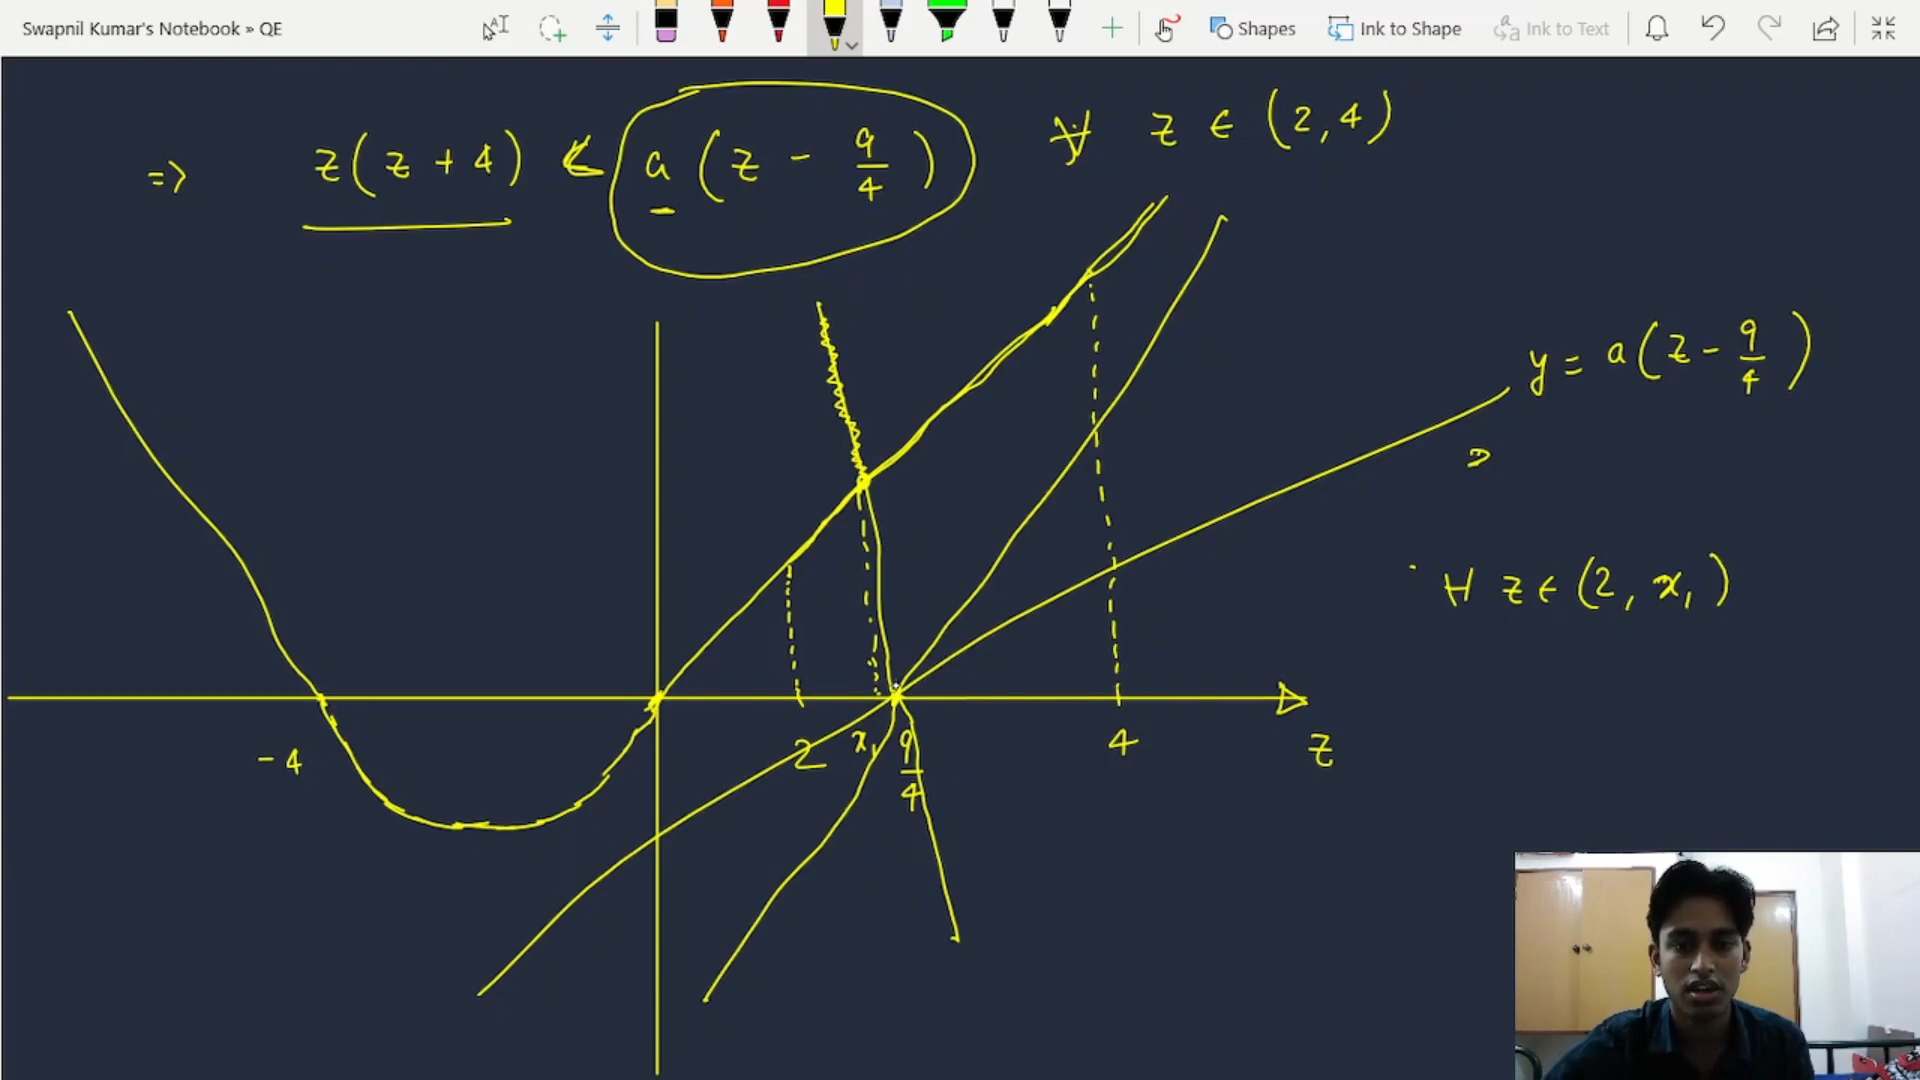 Swapnil Kumar's Notebook » QE
Shapes
Ink to Shape
Ink to Text
=> z(z + 4) < a(z - 9/4) ∀ z ∈ (2,4)
y = a(z - 9/4)
∀ z ∈ (2, x₁)
-4
2
x₁
9/4
4
z